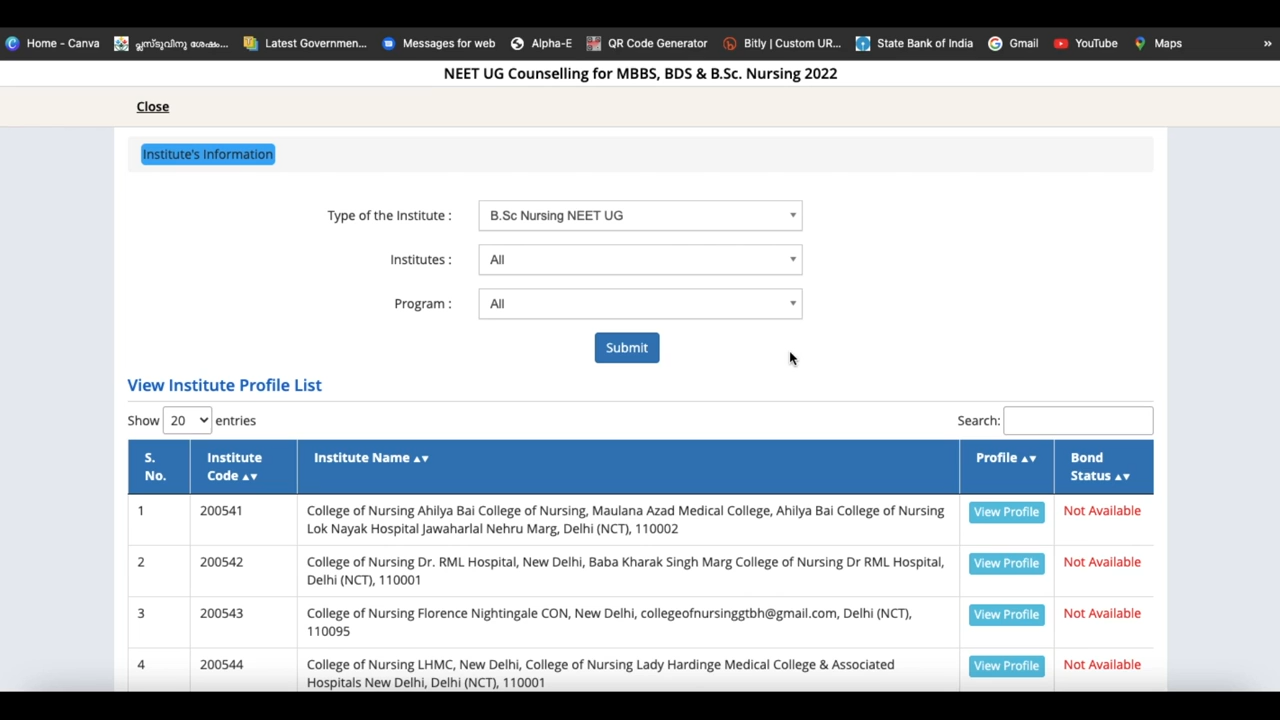 Home - Canva പ്ലസ്ടുവിനു ശേഷം... Latest Governmen... Messages for web Alpha-E QR Code Generator Bitly | Custom UR... State Bank of India Gmail YouTube Maps »
NEET UG Counselling for MBBS, BDS & B.Sc. Nursing 2022
Close
Institute's Information
Type of the Institute : B.Sc Nursing NEET UG
Institutes : All
Program : All
Submit
View Institute Profile List
Show 20 entries Search:
S. No. Institute Code Institute Name Profile Bond Status
1 200541 College of Nursing Ahilya Bai College of Nursing, Maulana Azad Medical College, Ahilya Bai College of Nursing View Profile Not Available
Lok Nayak Hospital Jawaharlal Nehru Marg, Delhi (NCT), 110002
2 200542 College of Nursing Dr. RML Hospital, New Delhi, Baba Kharak Singh Marg College of Nursing Dr RML Hospital, View Profile Not Available
Delhi (NCT), 110001
3 200543 College of Nursing Florence Nightingale CON, New Delhi, collegeofnursinggtbh@gmail.com, Delhi (NCT), View Profile Not Available
110095
4 200544 College of Nursing LHMC, New Delhi, College of Nursing Lady Hardinge Medical College & Associated View Profile Not Available
Hospitals New Delhi, Delhi (NCT), 110001